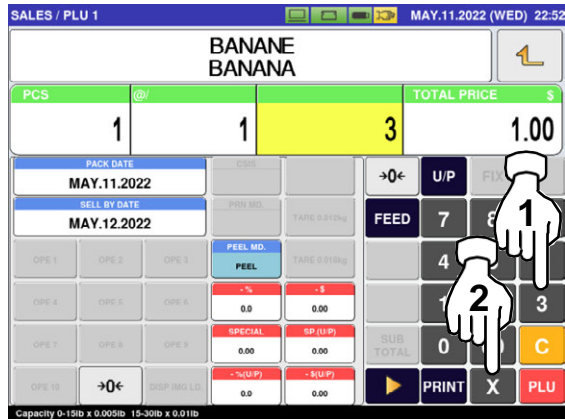 SALES / PLU 1
MAY.11.2022 (WED) 22:52
BANANE
BANANA
PCS @/ TOTAL PRICE $
1 1 3 1.00
PACK DATE
MAY.11.2022
SELL BY DATE
MAY.12.2022
CSIS
PRN MD.
TARE 0.012kg
PEEL MD.
PEEL
TARE 0.018kg
OPE 1 OPE 2 OPE 3
OPE 4 OPE 5 OPE 6
OPE 7 OPE 8 OPE 9
OPE 10 →0← DISP IMG LD.
- %
0.0
- $
0.00
SPECIAL
0.00
SP.(U/P)
0.00
- %(U/P)
0.0
- $(U/P)
0.00
→0← U/P FIX
FEED 7 8
4
1 3
SUB TOTAL 0 C
PRINT X PLU
1
2
Capacity 0-15lb x 0.005lb 15-30lb x 0.01lb